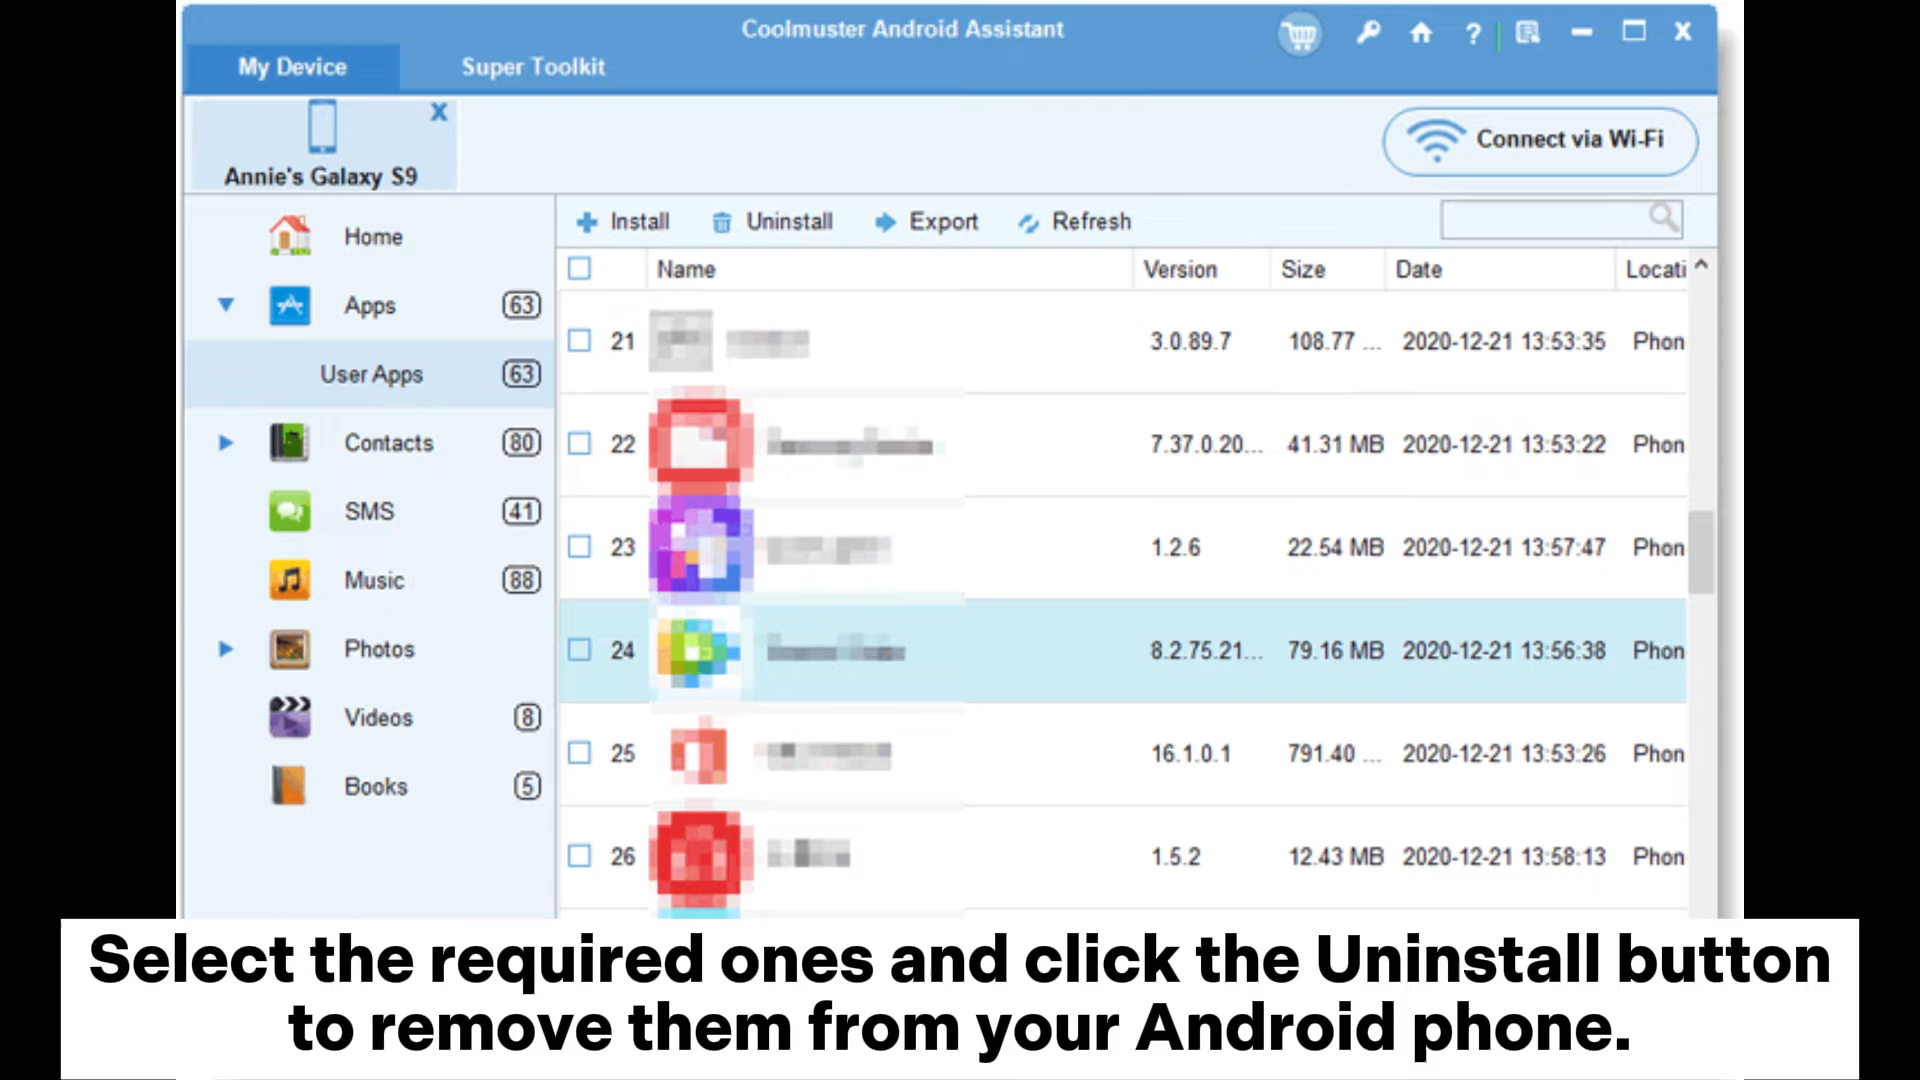 Coolmuster Android Assistant
My Device
Super Toolkit
Annie's Galaxy S9
Connect via Wi-Fi
Install
Uninstall
Export
Refresh
Name
Version
Size
Date
Locati
Home
Apps 63
User Apps 63
Contacts 80
SMS 41
Music 88
Photos
Videos 8
Books 5
21 3.0.89.7 108.77 ... 2020-12-21 13:53:35 Phon
22 7.37.0.20... 41.31 MB 2020-12-21 13:53:22 Phon
23 1.2.6 22.54 MB 2020-12-21 13:57:47 Phon
24 8.2.75.21... 79.16 MB 2020-12-21 13:56:38 Phon
25 16.1.0.1 791.40 ... 2020-12-21 13:53:26 Phon
26 1.5.2 12.43 MB 2020-12-21 13:58:13 Phon
Select the required ones and click the Uninstall button
to remove them from your Android phone.